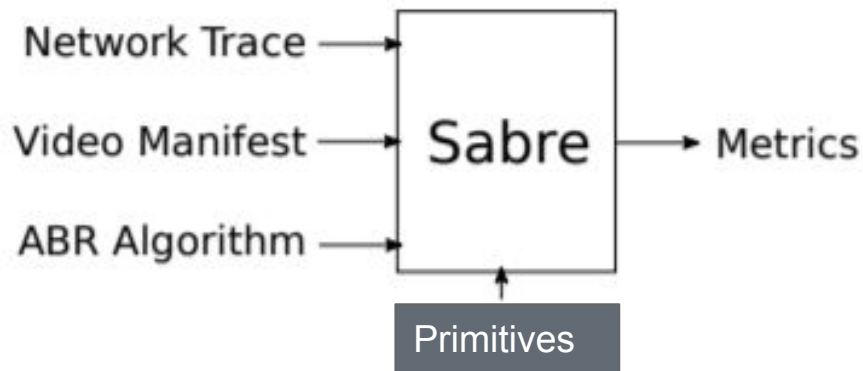 Network Trace
Video Manifest
ABR Algorithm
Sabre
Metrics
Primitives